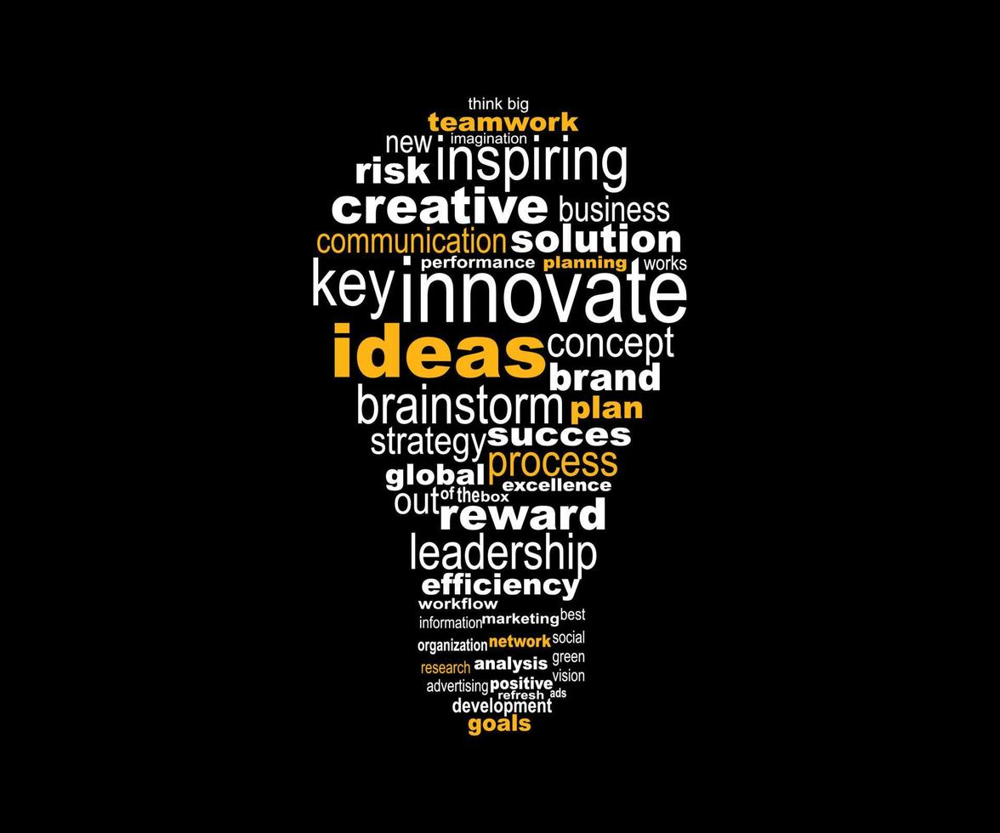 think big
teamwork
new imagination
risk inspiring
creative business
communication solution
performance planning works
key innovate
ideas concept
brand
brainstorm plan
strategy succes
process
global excellence
out of the box
reward
leadership
efficiency
workflow
information marketing best
organization network social
research analysis green
advertising positive vision
refresh ads
development
goals